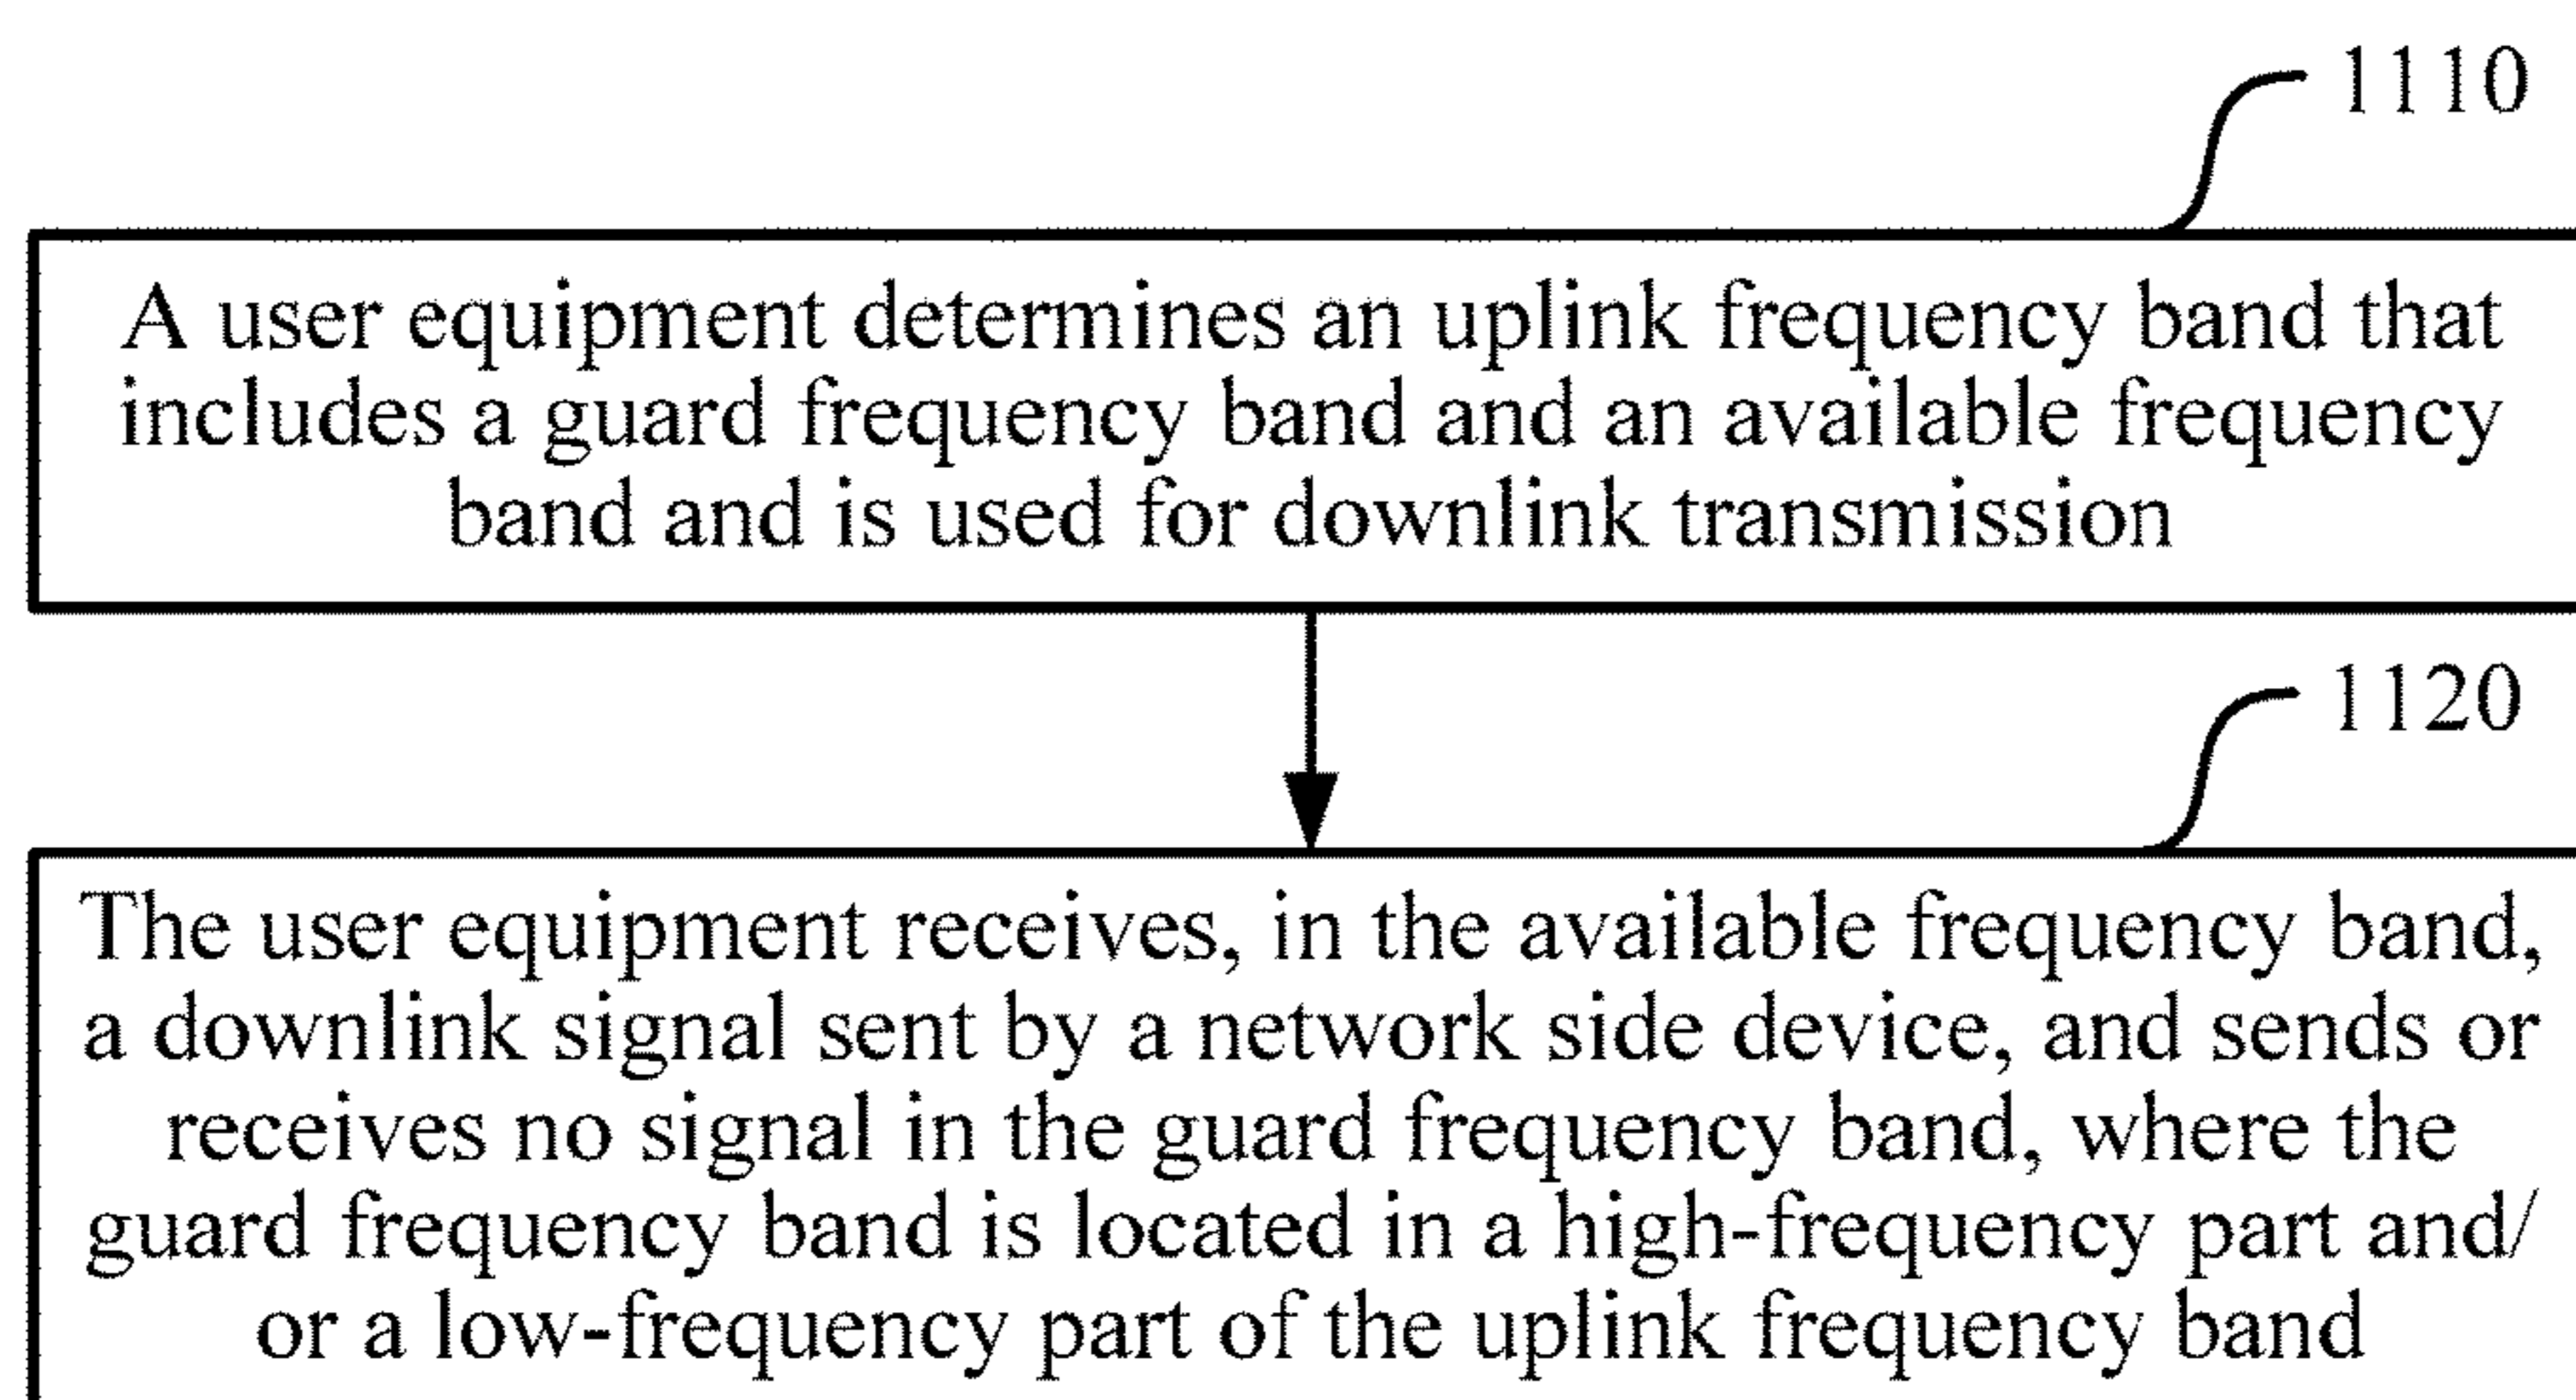 1110
A user equipment determines an uplink frequency band that
includes a guard frequency band and an available frequency
band and is used for downlink transmission
1120
The user equipment receives, in the available frequency band,
a downlink signal sent by a network side device, and sends or
receives no signal in the guard frequency band, where the
guard frequency band is located in a high-frequency part and/
or a low-frequency part of the uplink frequency band